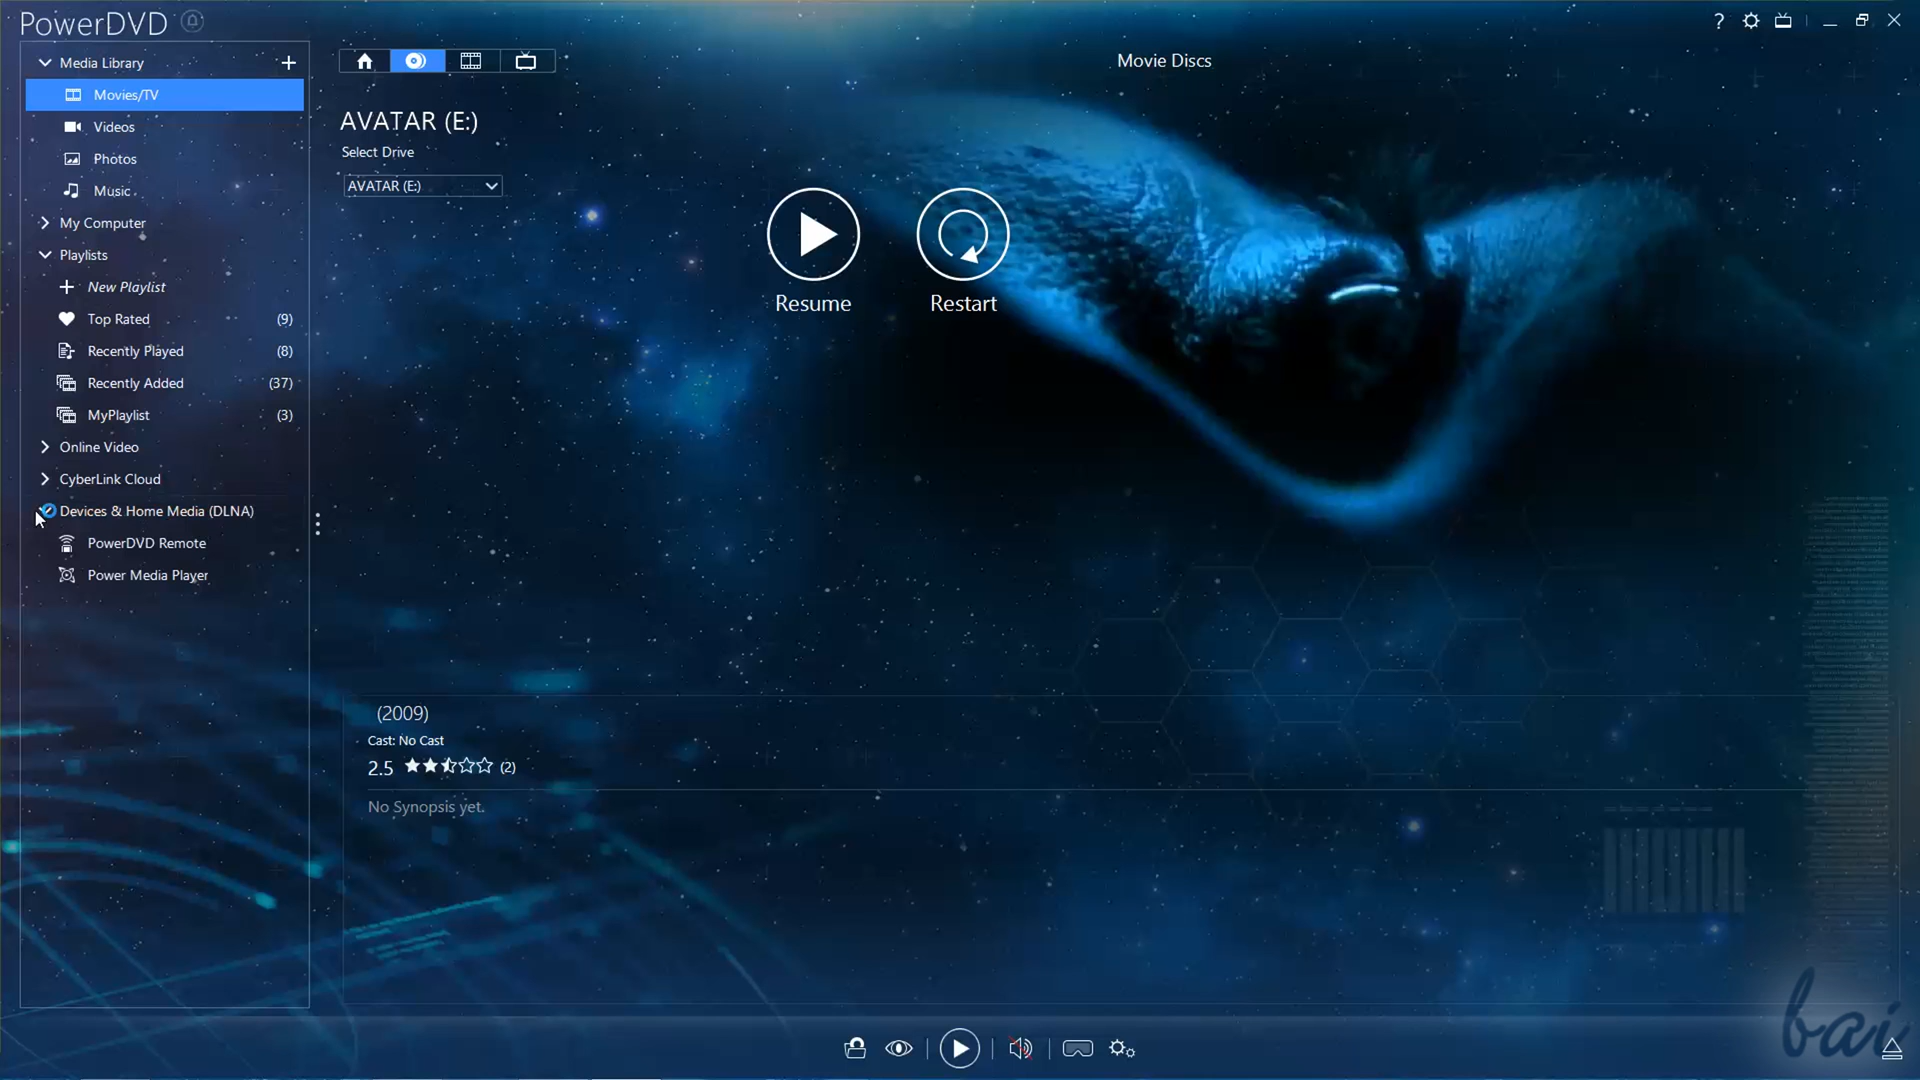 PowerDVD
Media Library
Movies/TV
Videos
Photos
Music
My Computer
Playlists
New Playlist
Top Rated (9)
Recently Played (8)
Recently Added (37)
MyPlaylist (3)
Online Video
CyberLink Cloud
Devices & Home Media (DLNA)
PowerDVD Remote
Power Media Player
Movie Discs
AVATAR (E:)
Select Drive
AVATAR (E:)
Resume
Restart
(2009)
Cast: No Cast
2.5 (2)
No Synopsis yet.
bai